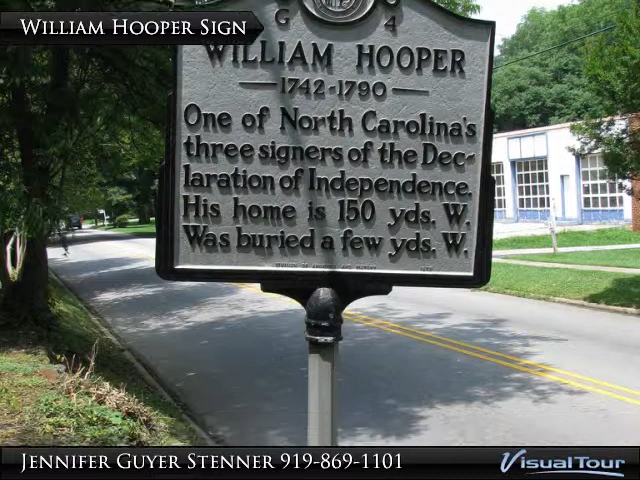 William Hooper Sign
G 4
WILLIAM HOOPER
1742-1790
One of North Carolina's
three signers of the Dec-
laration of Independence.
His home is 150 yds. W.
Was buried a few yds. W.
Jennifer Guyer Stenner 919-869-1101
VisualTour